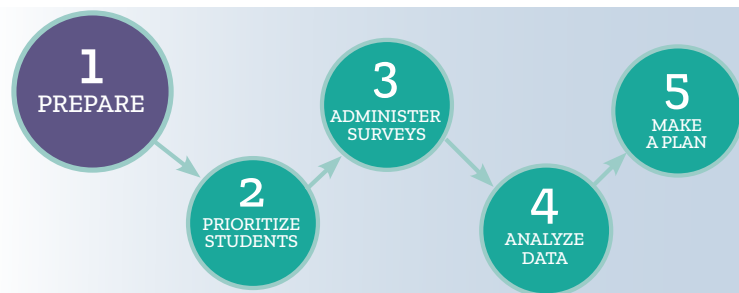 1
PREPARE
2
PRIORITIZE
STUDENTS
3
ADMINISTER
SURVEYS
4
ANALYZE
DATA
5
MAKE
A PLAN